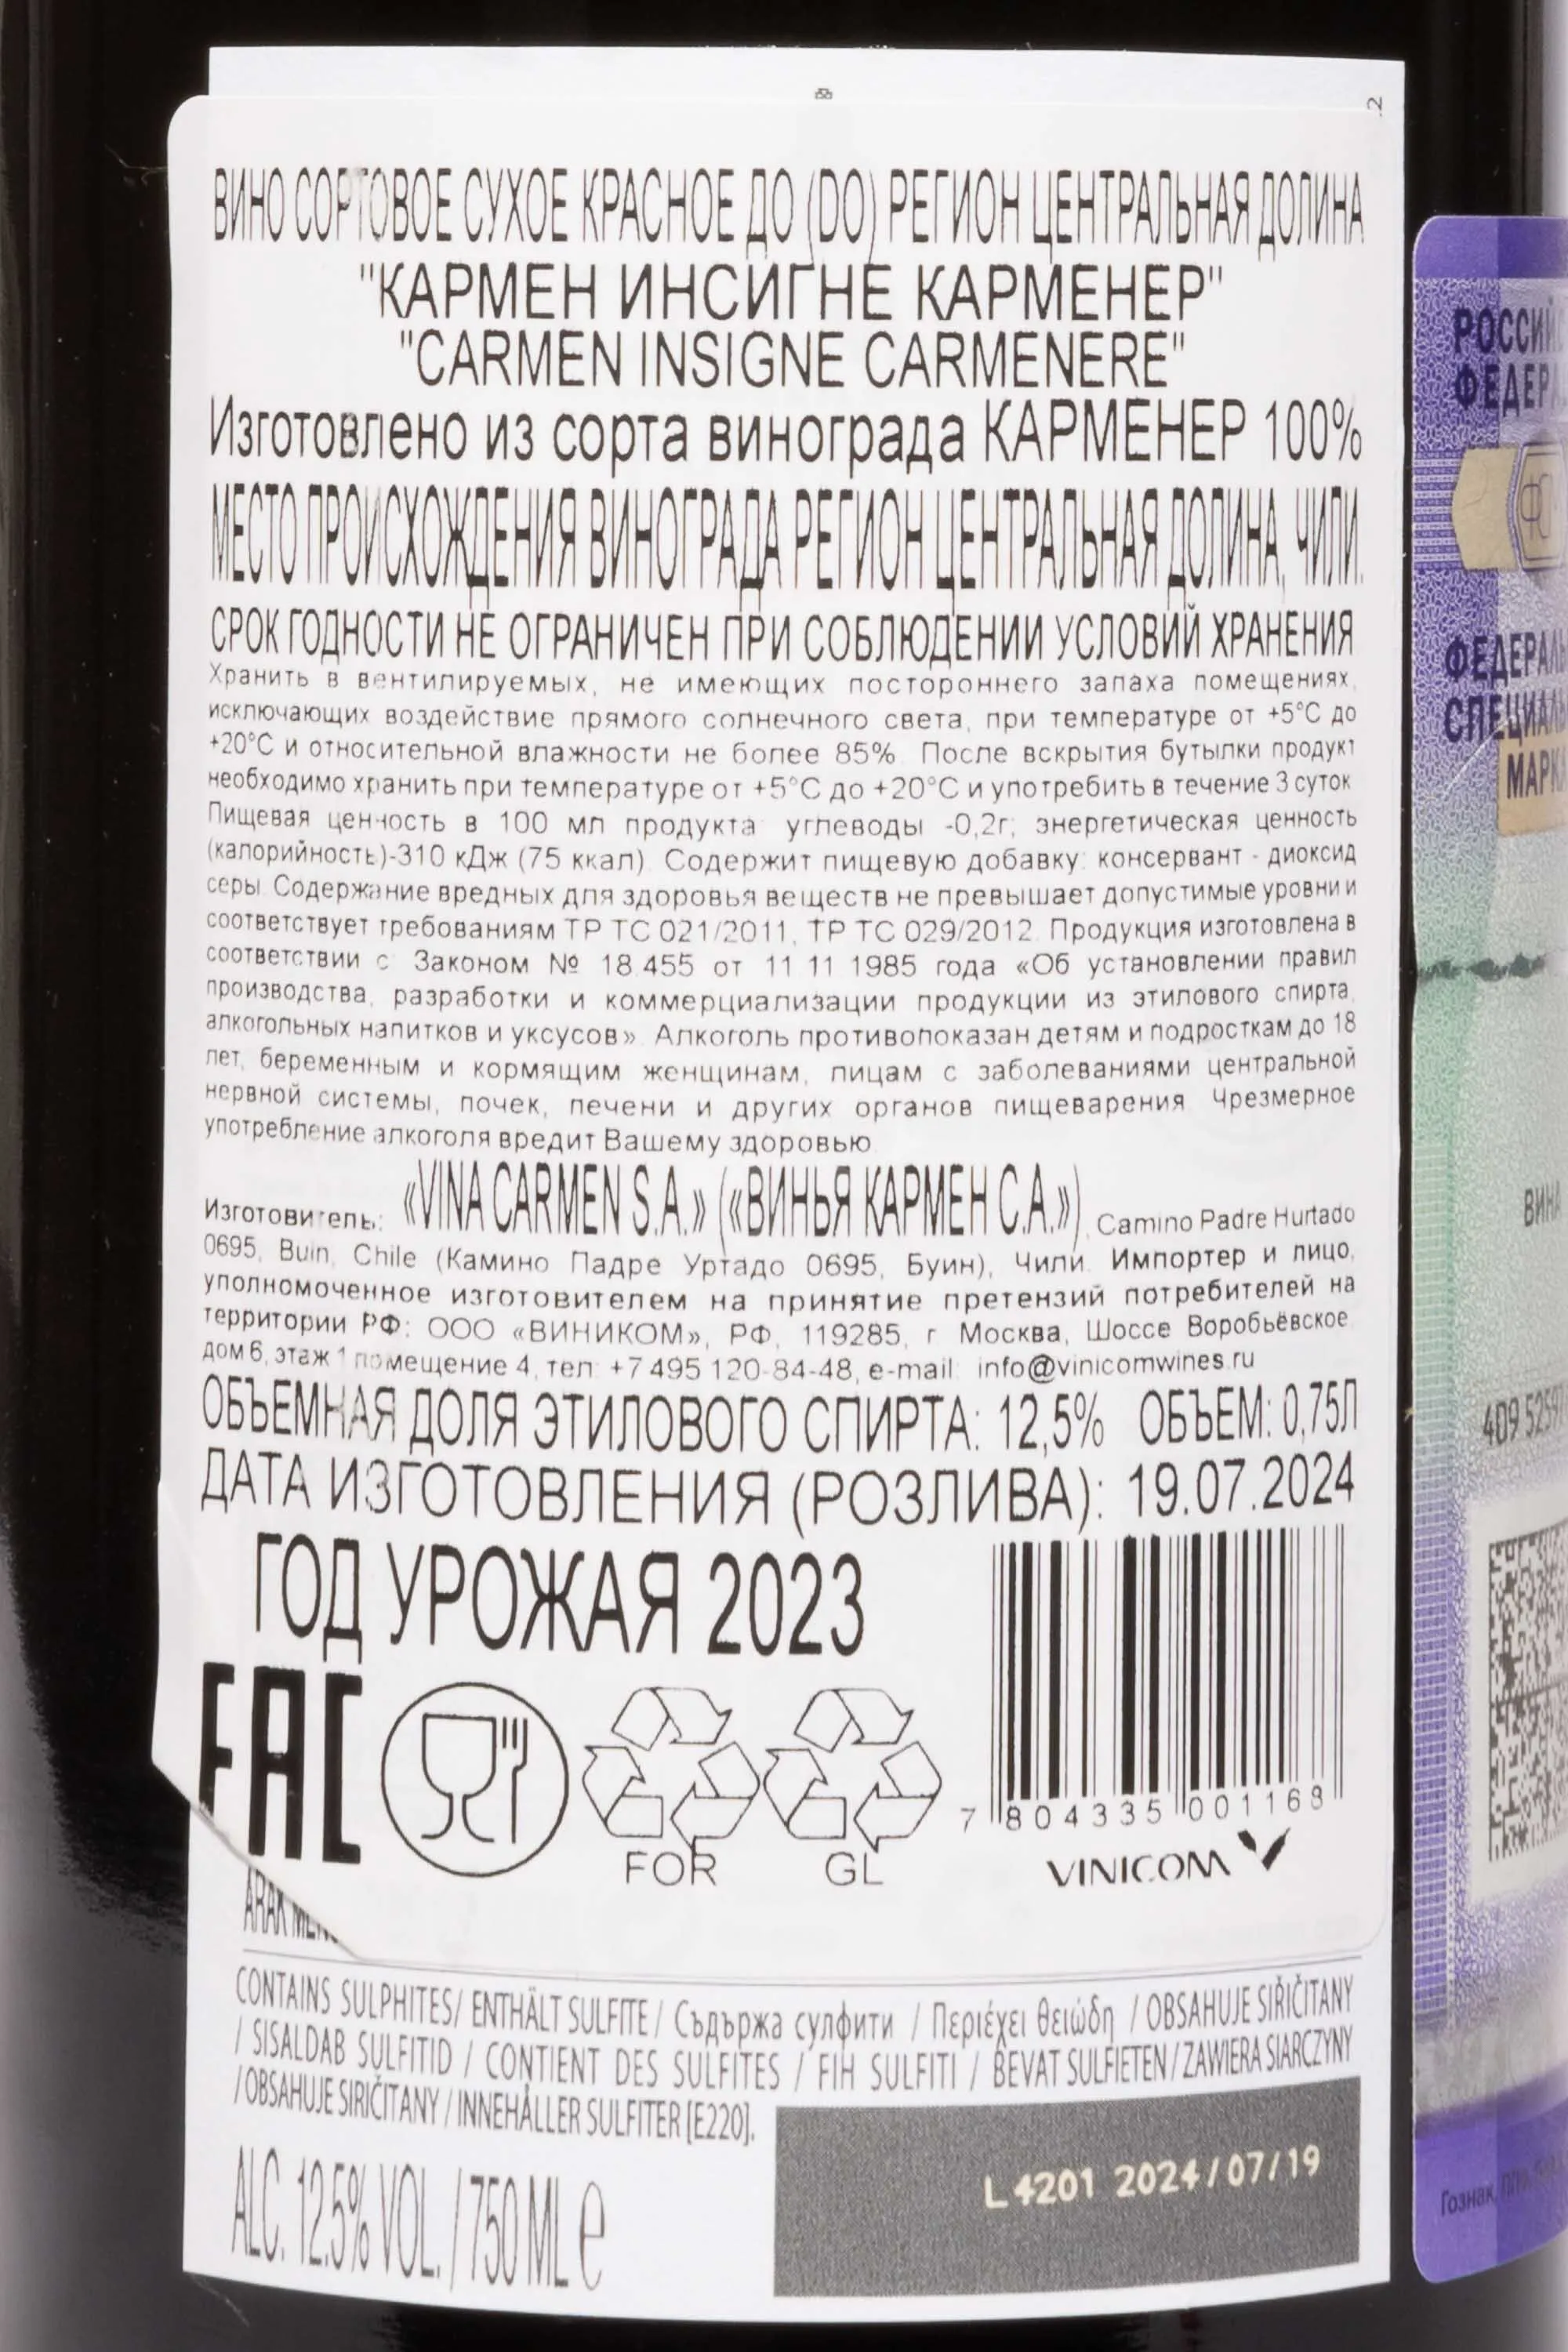 2
ВИНО СОРТОВОЕ СУХОЕ КРАСНОЕ ДО (DO) РЕГИОН ЦЕНТРАЛЬНАЯ ДОЛИНА
"КАРМЕН ИНСИГНЕ КАРМЕНЕР"
"CARMEN INSIGNE CARMENERE"
Изготовлено из сорта винограда КАРМЕНЕР 100%
МЕСТО ПРОИСХОЖДЕНИЯ ВИНОГРАДА РЕГИОН ЦЕНТРАЛЬНАЯ ДОЛИНА, ЧИЛИ.
СРОК ГОДНОСТИ НЕ ОГРАНИЧЕН ПРИ СОБЛЮДЕНИИ УСЛОВИЙ ХРАНЕНИЯ
Хранить в вентилируемых, не имеющих постороннего запаха помещениях,
исключающих воздействие прямого солнечного света, при температуре от +5°С до
+20°С и относительной влажности не более 85%. После вскрытия бутылки продукт
необходимо хранить при температуре от +5°С до +20°С и употребить в течение 3 суток
Пищевая ценность в 100 мл продукта: углеводы -0,2г; энергетическая ценность
(калорийность)-310 кДж (75 ккал). Содержит пищевую добавку: консервант - диоксид
серы. Содержание вредных для здоровья веществ не превышает допустимые уровни и
соответствует требованиям ТР ТС 021/2011, ТР ТС 029/2012. Продукция изготовлена в
соответствии с Законом № 18.455 от 11.11.1985 года «Об установлении правил
производства, разработки и коммерциализации продукции из этилового спирта,
алкогольных напитков и уксусов». Алкоголь противопоказан детям и подросткам до 18
лет, беременным и кормящим женщинам, лицам с заболеваниями центральной
нервной системы, почек, печени и других органов пищеварения. Чрезмерное
употребление алкоголя вредит Вашему здоровью.
Изготовитель: «VINA CARMEN S.A.» («ВИНЬЯ КАРМЕН С.А.»), Camino Padre Hurtado
0695, Buin, Chile (Камино Падре Уртадо 0695, Буин), Чили. Импортер и лицо,
уполномоченное изготовителем на принятие претензий потребителей на
территории РФ: ООО «ВИНИКОМ», РФ, 119285, г. Москва, Шоссе Воробьёвское,
дом 6, этаж 1 помещение 4, тел. +7 495 120-84-48, e-mail: info@vinicomwines.ru
ОБЪЕМНАЯ ДОЛЯ ЭТИЛОВОГО СПИРТА: 12,5% ОБЪЕМ: 0,75Л
ДАТА ИЗГОТОВЛЕНИЯ (РОЗЛИВА): 19.07.2024
ГОД УРОЖАЯ 2023
ЕАС
FOR
GL
7 804335 001168
VINICOM
ARAK
CONTAINS SULPHITES/ ENTHÄLT SULFITE / Съдържа сулфити / Περιέχει θειώδη / OBSAHUJE SIŘIČITANY
/ SISALDAB SULFITID / CONTIENT DES SULFITES / FIH SULFITI / BEVAT SULFIETEN / ZAWIERA SIARCZYNY
/ OBSAHUJE SIRIČITANY / INNEHÅLLER SULFITER [E220].
ALC. 12.5% VOL. / 750 ML e
L 4201 2024/07/19
РОССИЙ
ФЕДЕРА
ФЕДЕРАЛЬ
СПЕЦИАЛЬ
МАРКА
ВИНА
409
Гознак